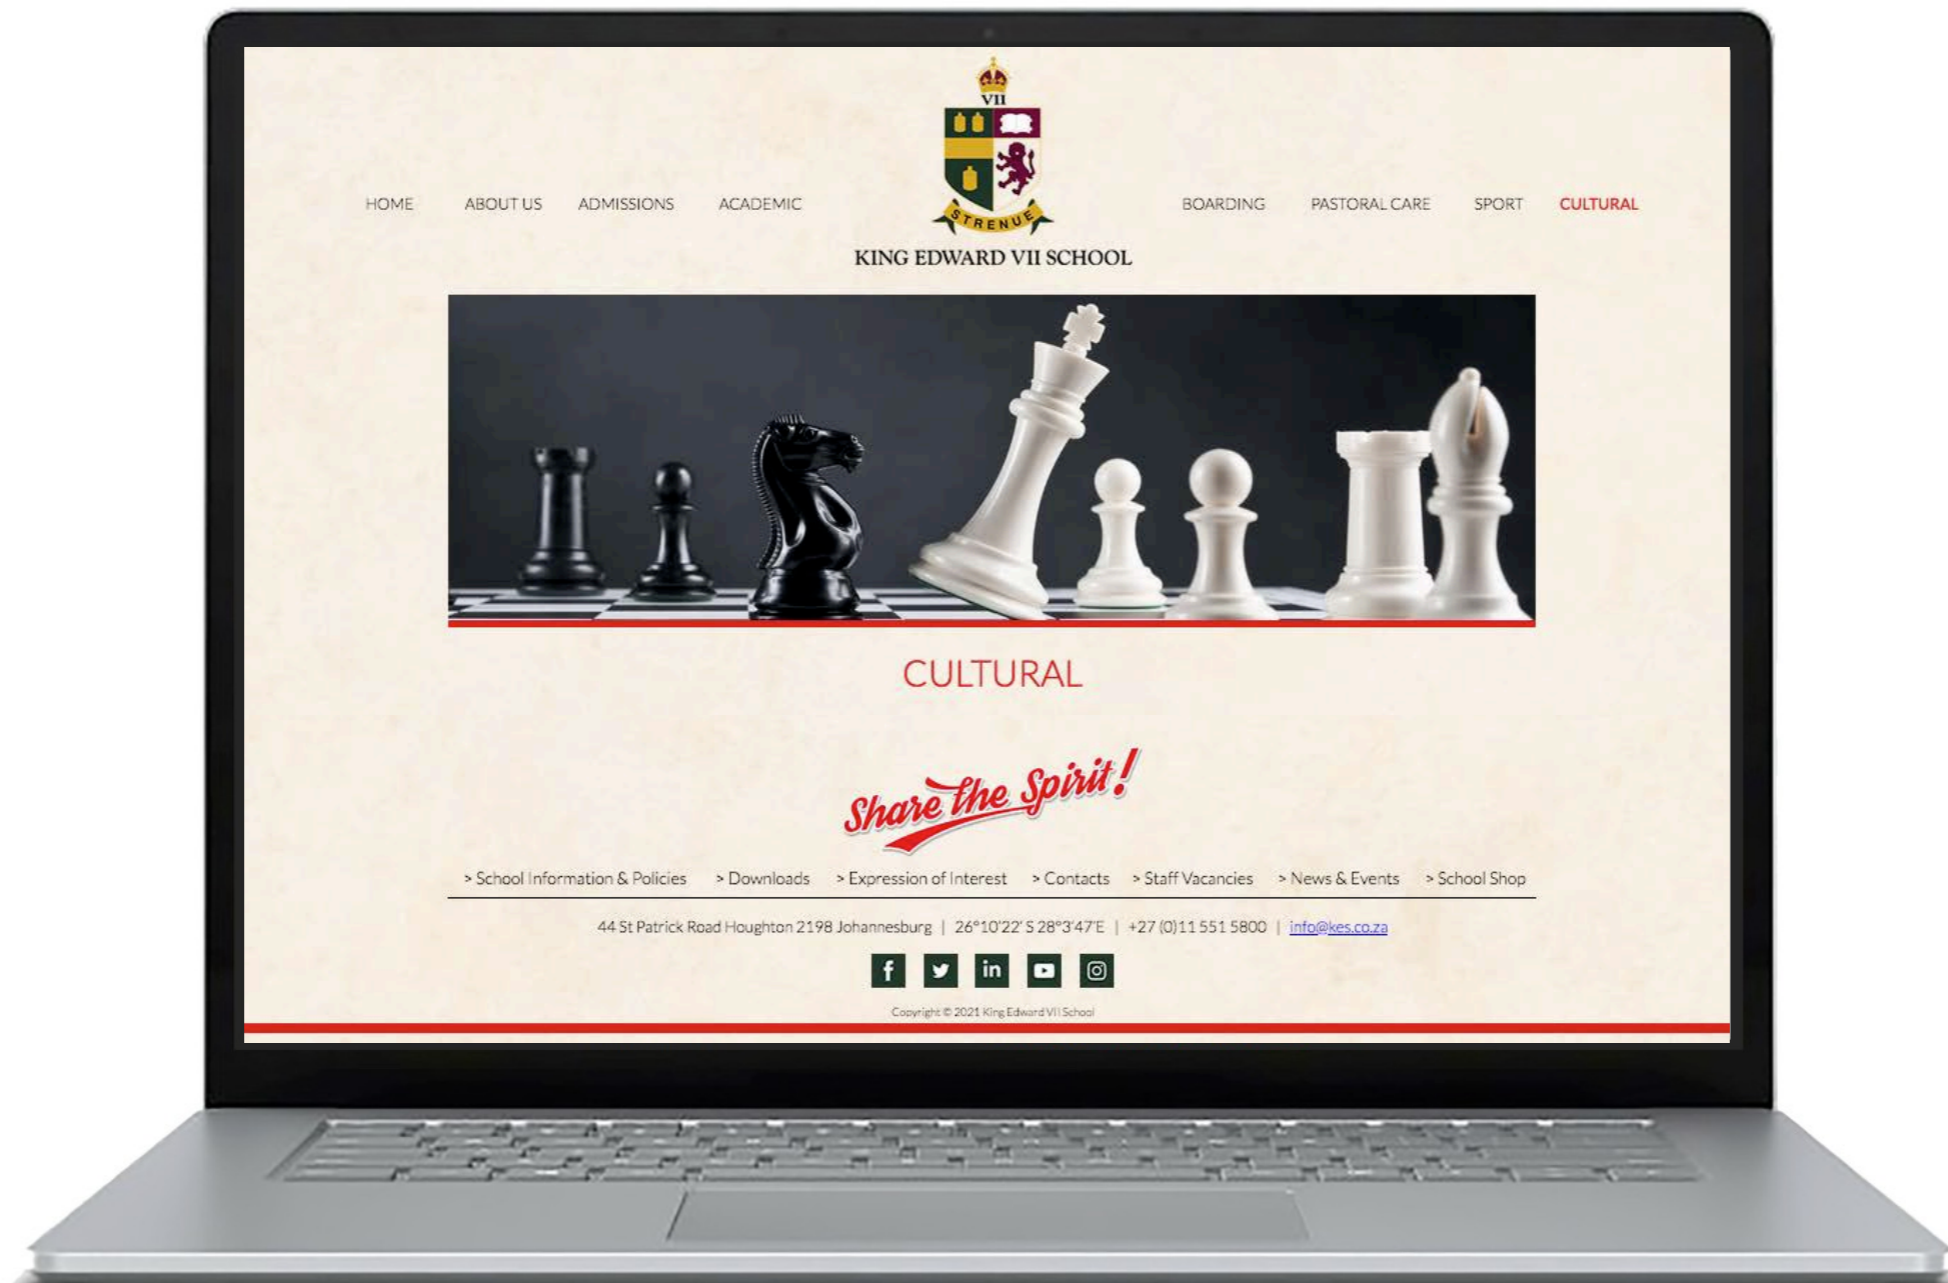 VII
STRENUE
KING EDWARD VII SCHOOL
HOME ABOUT US ADMISSIONS ACADEMIC BOARDING PASTORAL CARE SPORT CULTURAL
CULTURAL
Share the Spirit!
> School Information & Policies > Downloads > Expression of Interest > Contacts > Staff Vacancies > News & Events > School Shop
44 St Patrick Road Houghton 2198 Johannesburg | 26°10'22' S 28°3'47'E | +27 (0)11 551 5800 | info@kes.co.za
f in
Copyright © 2021 King Edward VII School